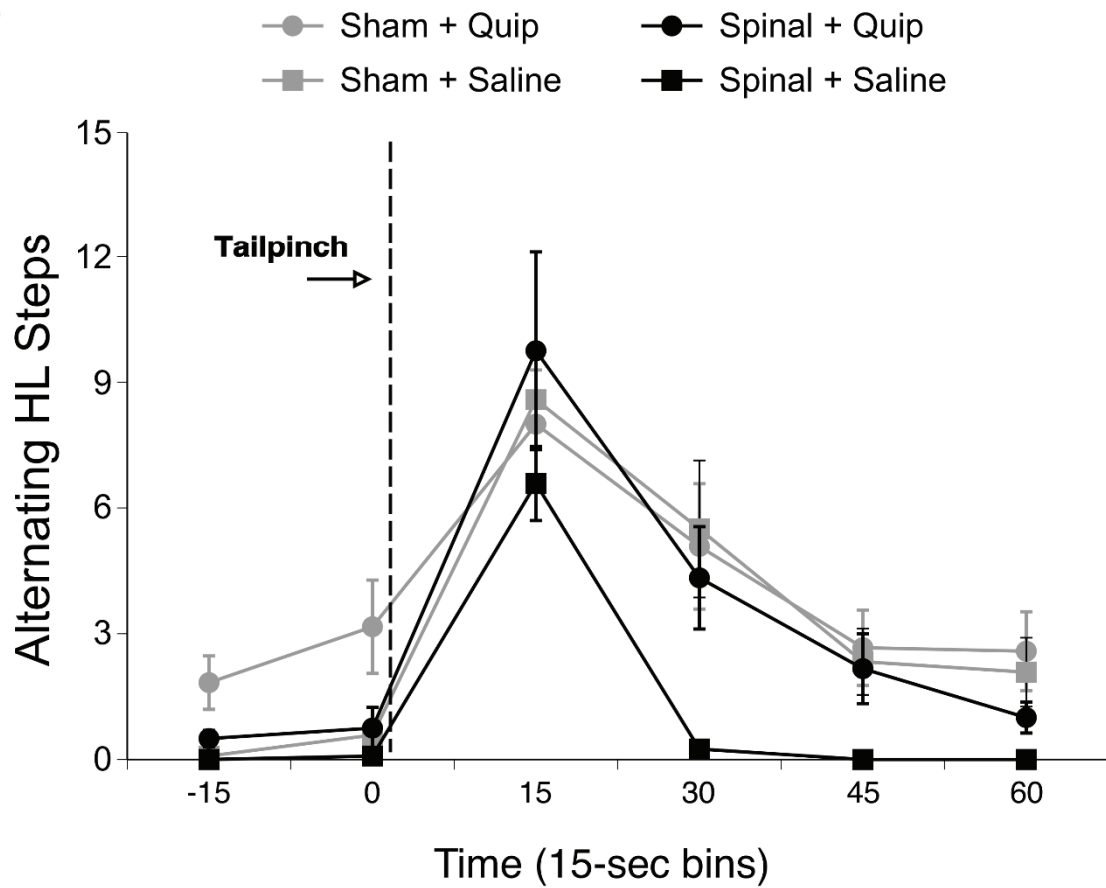 Sham + Quip
Spinal + Quip
Sham + Saline
Spinal + Saline
15
12
9
6
3
0
Alternating HL Steps
Tailpinch
-15 0 15 30 45 60
Time (15-sec bins)